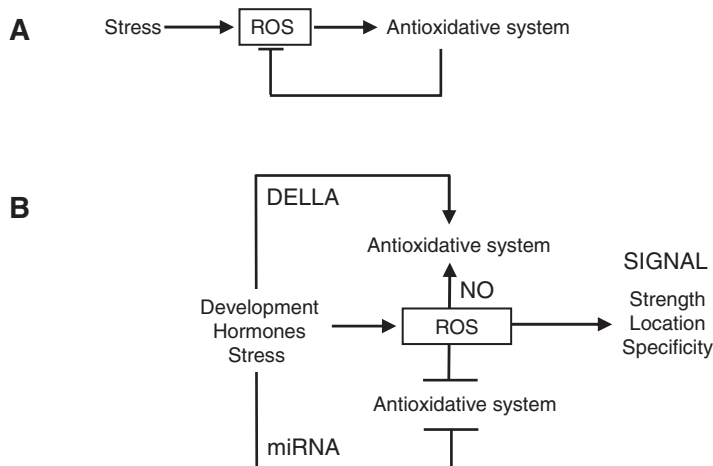 A
Stress
ROS
Antioxidative system
B
DELLA
Antioxidative system
SIGNAL
NO
Development
Hormones
Stress
ROS
Strength
Location
Specificity
Antioxidative system
miRNA